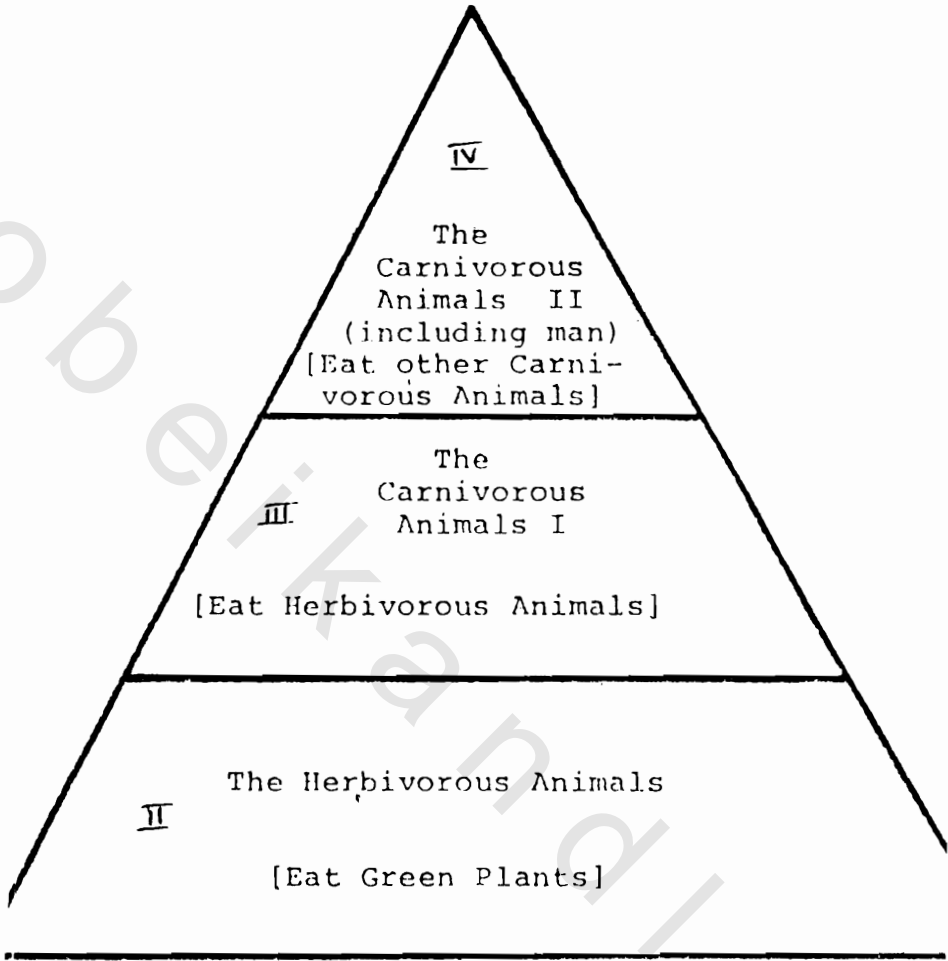 IV
The
Carnivorous
Animals II
(including man)
[Eat other Carni-
vorous Animals]
The
Carnivorous
III
Animals I
[Eat Herbivorous Animals]
The Herbivorous Animals
II
[Eat Green Plants]
obeikandl